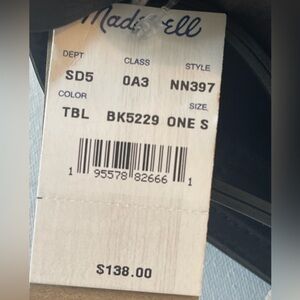 Madewell
DEPT CLASS STYLE
SD5 0A3 NN397
COLOR SIZE
TBL BK5229 ONE S
1 95578 82666 1
$138.00